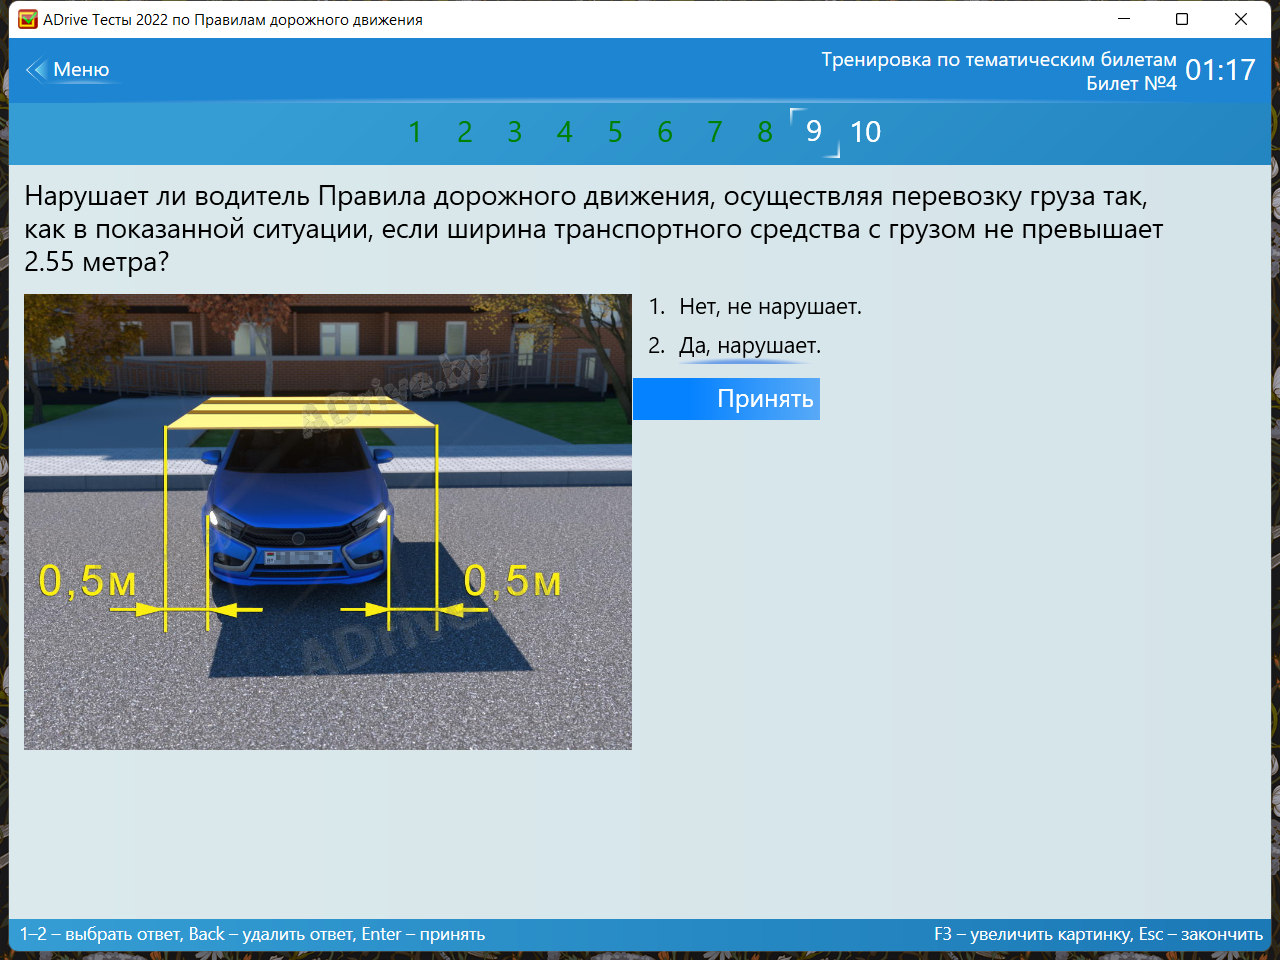 ADrive Тесты 2022 по Правилам дорожного движения
Меню
Тренировка по тематическим билетам
Билет №4
01:17
1 2 3 4 5 6 7 8 9 10
Нарушает ли водитель Правила дорожного движения, осуществляя перевозку груза так,
как в показанной ситуации, если ширина транспортного средства с грузом не превышает
2.55 метра?
1. Нет, не нарушает.
2. Да, нарушает.
Принять
ADrive.by
0,5м
0,5м
ADrive
1–2 – выбрать ответ, Back – удалить ответ, Enter – принять
F3 – увеличить картинку, Esc – закончить